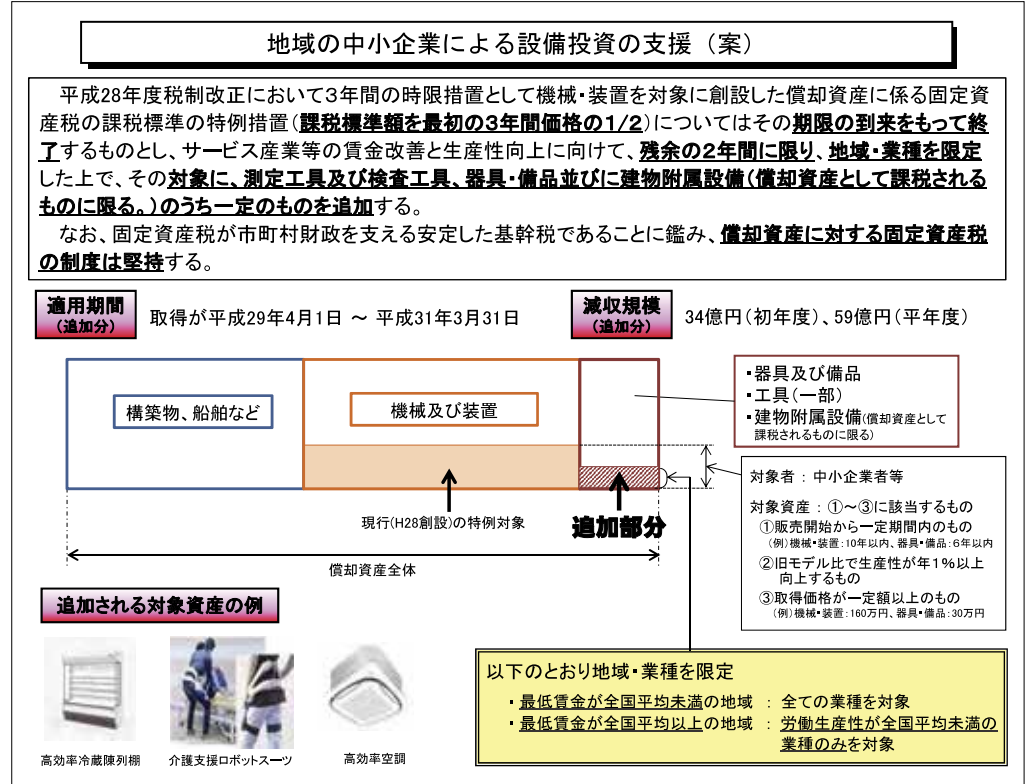 地域の中小企業による設備投資の支援（案）
平成28年度税制改正において3年間の時限措置として機械・装置を対象に創設した償却資産に係る固定資
産税の課税標準の特例措置（課税標準額を最初の3年間価格の1/2）についてはその期限の到来をもって終
了するものとし、サービス産業等の賃金改善と生産性向上に向けて、残余の2年間に限り、地域・業種を限定
した上で、その対象に、測定工具及び検査工具、器具・備品並びに建物附属設備（償却資産として課税される
ものに限る。）のうち一定のものを追加する。
なお、固定資産税が市町村財政を支える安定した基幹税であることに鑑み、償却資産に対する固定資産税
の制度は堅持する。
適用期間
（追加分）
取得が平成29年4月1日 ～ 平成31年3月31日
減収規模
（追加分）
34億円（初年度）、59億円（平年度）
構築物、船舶など
機械及び装置
・器具及び備品
・工具（一部）
・建物附属設備（償却資産として
課税されるものに限る）
現行(H28創設)の特例対象
追加部分
償却資産全体
対象者 ： 中小企業者等
対象資産 ： ①～③に該当するもの
①販売開始から一定期間内のもの
（例）機械・装置：10年以内、器具・備品：6年以内
②旧モデル比で生産性が年1％以上
向上するもの
③取得価格が一定額以上のもの
（例）機械・装置：160万円、器具・備品：30万円
追加される対象資産の例
高効率冷蔵陳列棚
介護支援ロボットスーツ
高効率空調
以下のとおり地域・業種を限定
・最低賃金が全国平均未満の地域 ： 全ての業種を対象
・最低賃金が全国平均以上の地域 ： 労働生産性が全国平均未満の
業種のみを対象